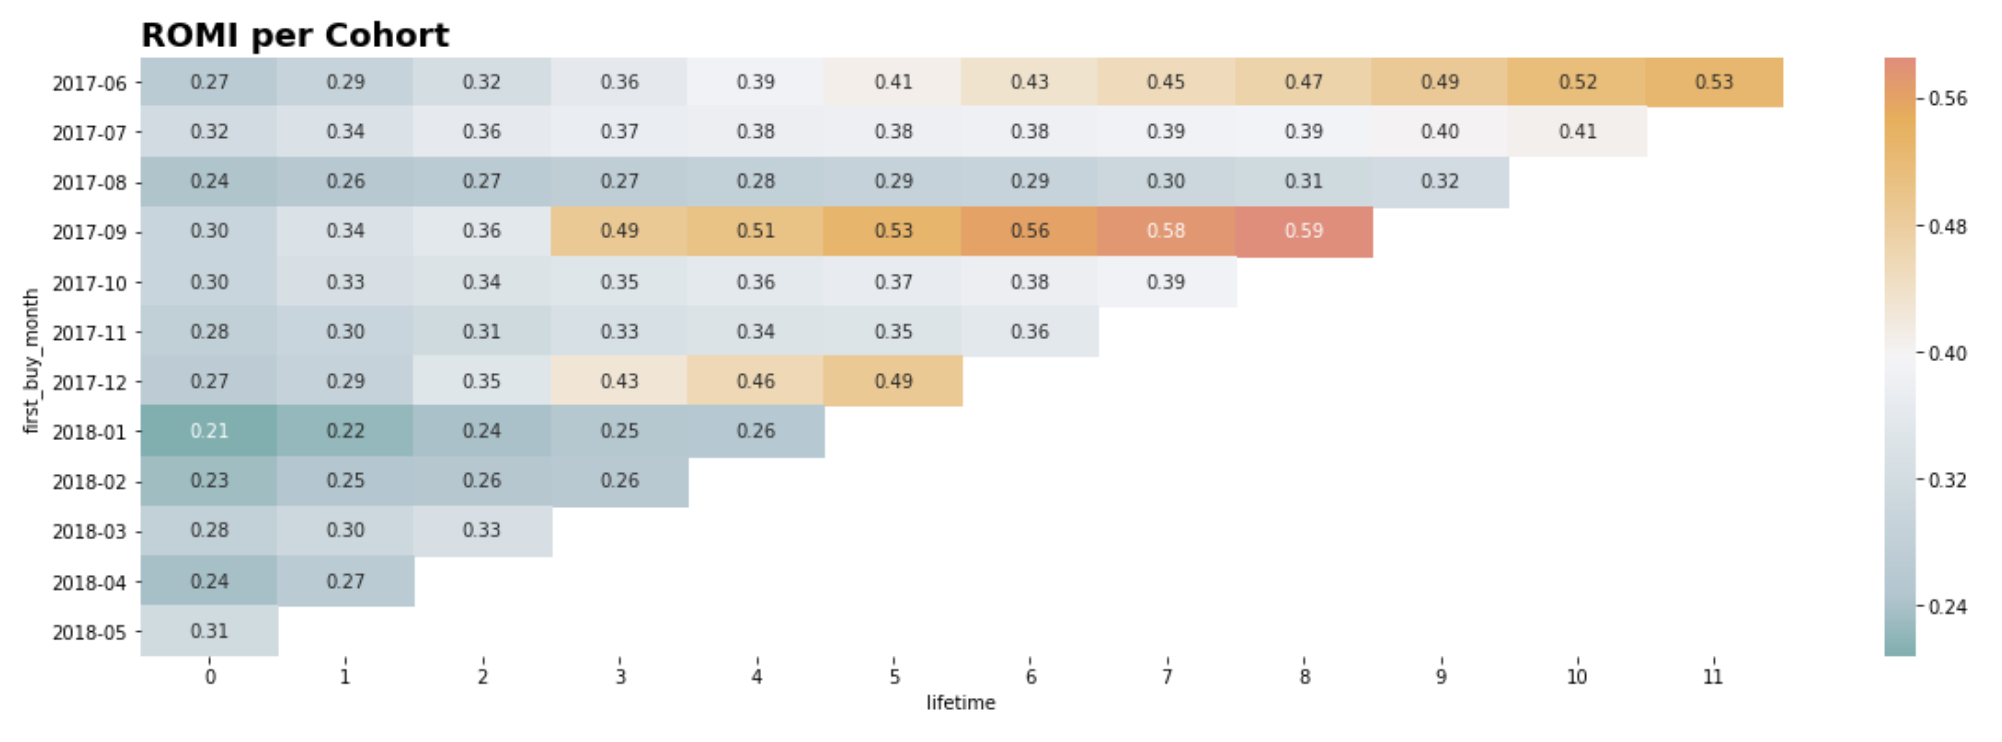 ROMI per Cohort
2017-06 0.27 0.29 0.32 0.36 0.39 0.41 0.43 0.45 0.47 0.49 0.52 0.53
2017-07 0.32 0.34 0.36 0.37 0.38 0.38 0.38 0.39 0.39 0.40 0.41
2017-08 0.24 0.26 0.27 0.27 0.28 0.29 0.29 0.30 0.31 0.32
2017-09 0.30 0.34 0.36 0.49 0.51 0.53 0.56 0.58 0.59
2017-10 0.30 0.33 0.34 0.35 0.36 0.37 0.38 0.39
2017-11 0.28 0.30 0.31 0.33 0.34 0.35 0.36
2017-12 0.27 0.29 0.35 0.43 0.46 0.49
2018-01 0.21 0.22 0.24 0.25 0.26
2018-02 0.23 0.25 0.26 0.26
2018-03 0.28 0.30 0.33
2018-04 0.24 0.27
2018-05 0.31
0 1 2 3 4 5 6 7 8 9 10 11
lifetime
first_buy_month
0.56
0.48
0.40
0.32
0.24